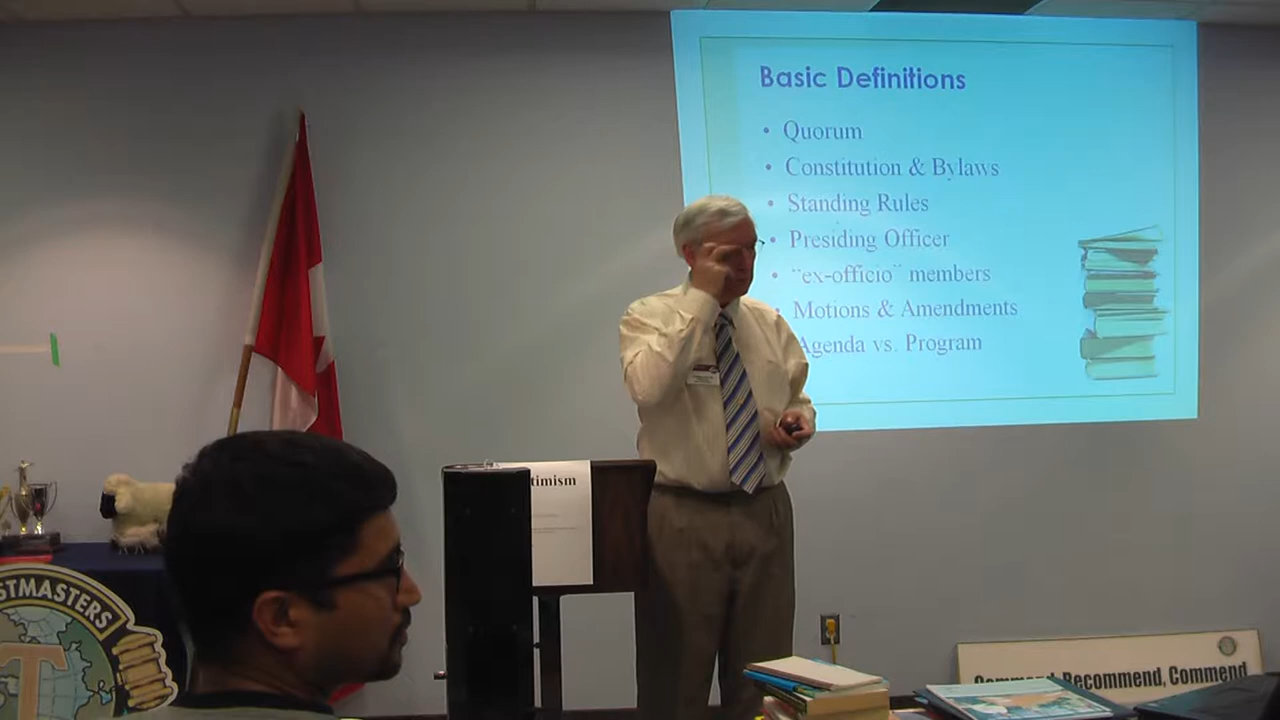 Basic Definitions
• Quorum
• Constitution & Bylaws
• Standing Rules
• Presiding Officer
• "ex-officio" members
Motions & Amendments
Agenda vs. Program
timism
STMASTERS
T
Command, Recommend, Commend